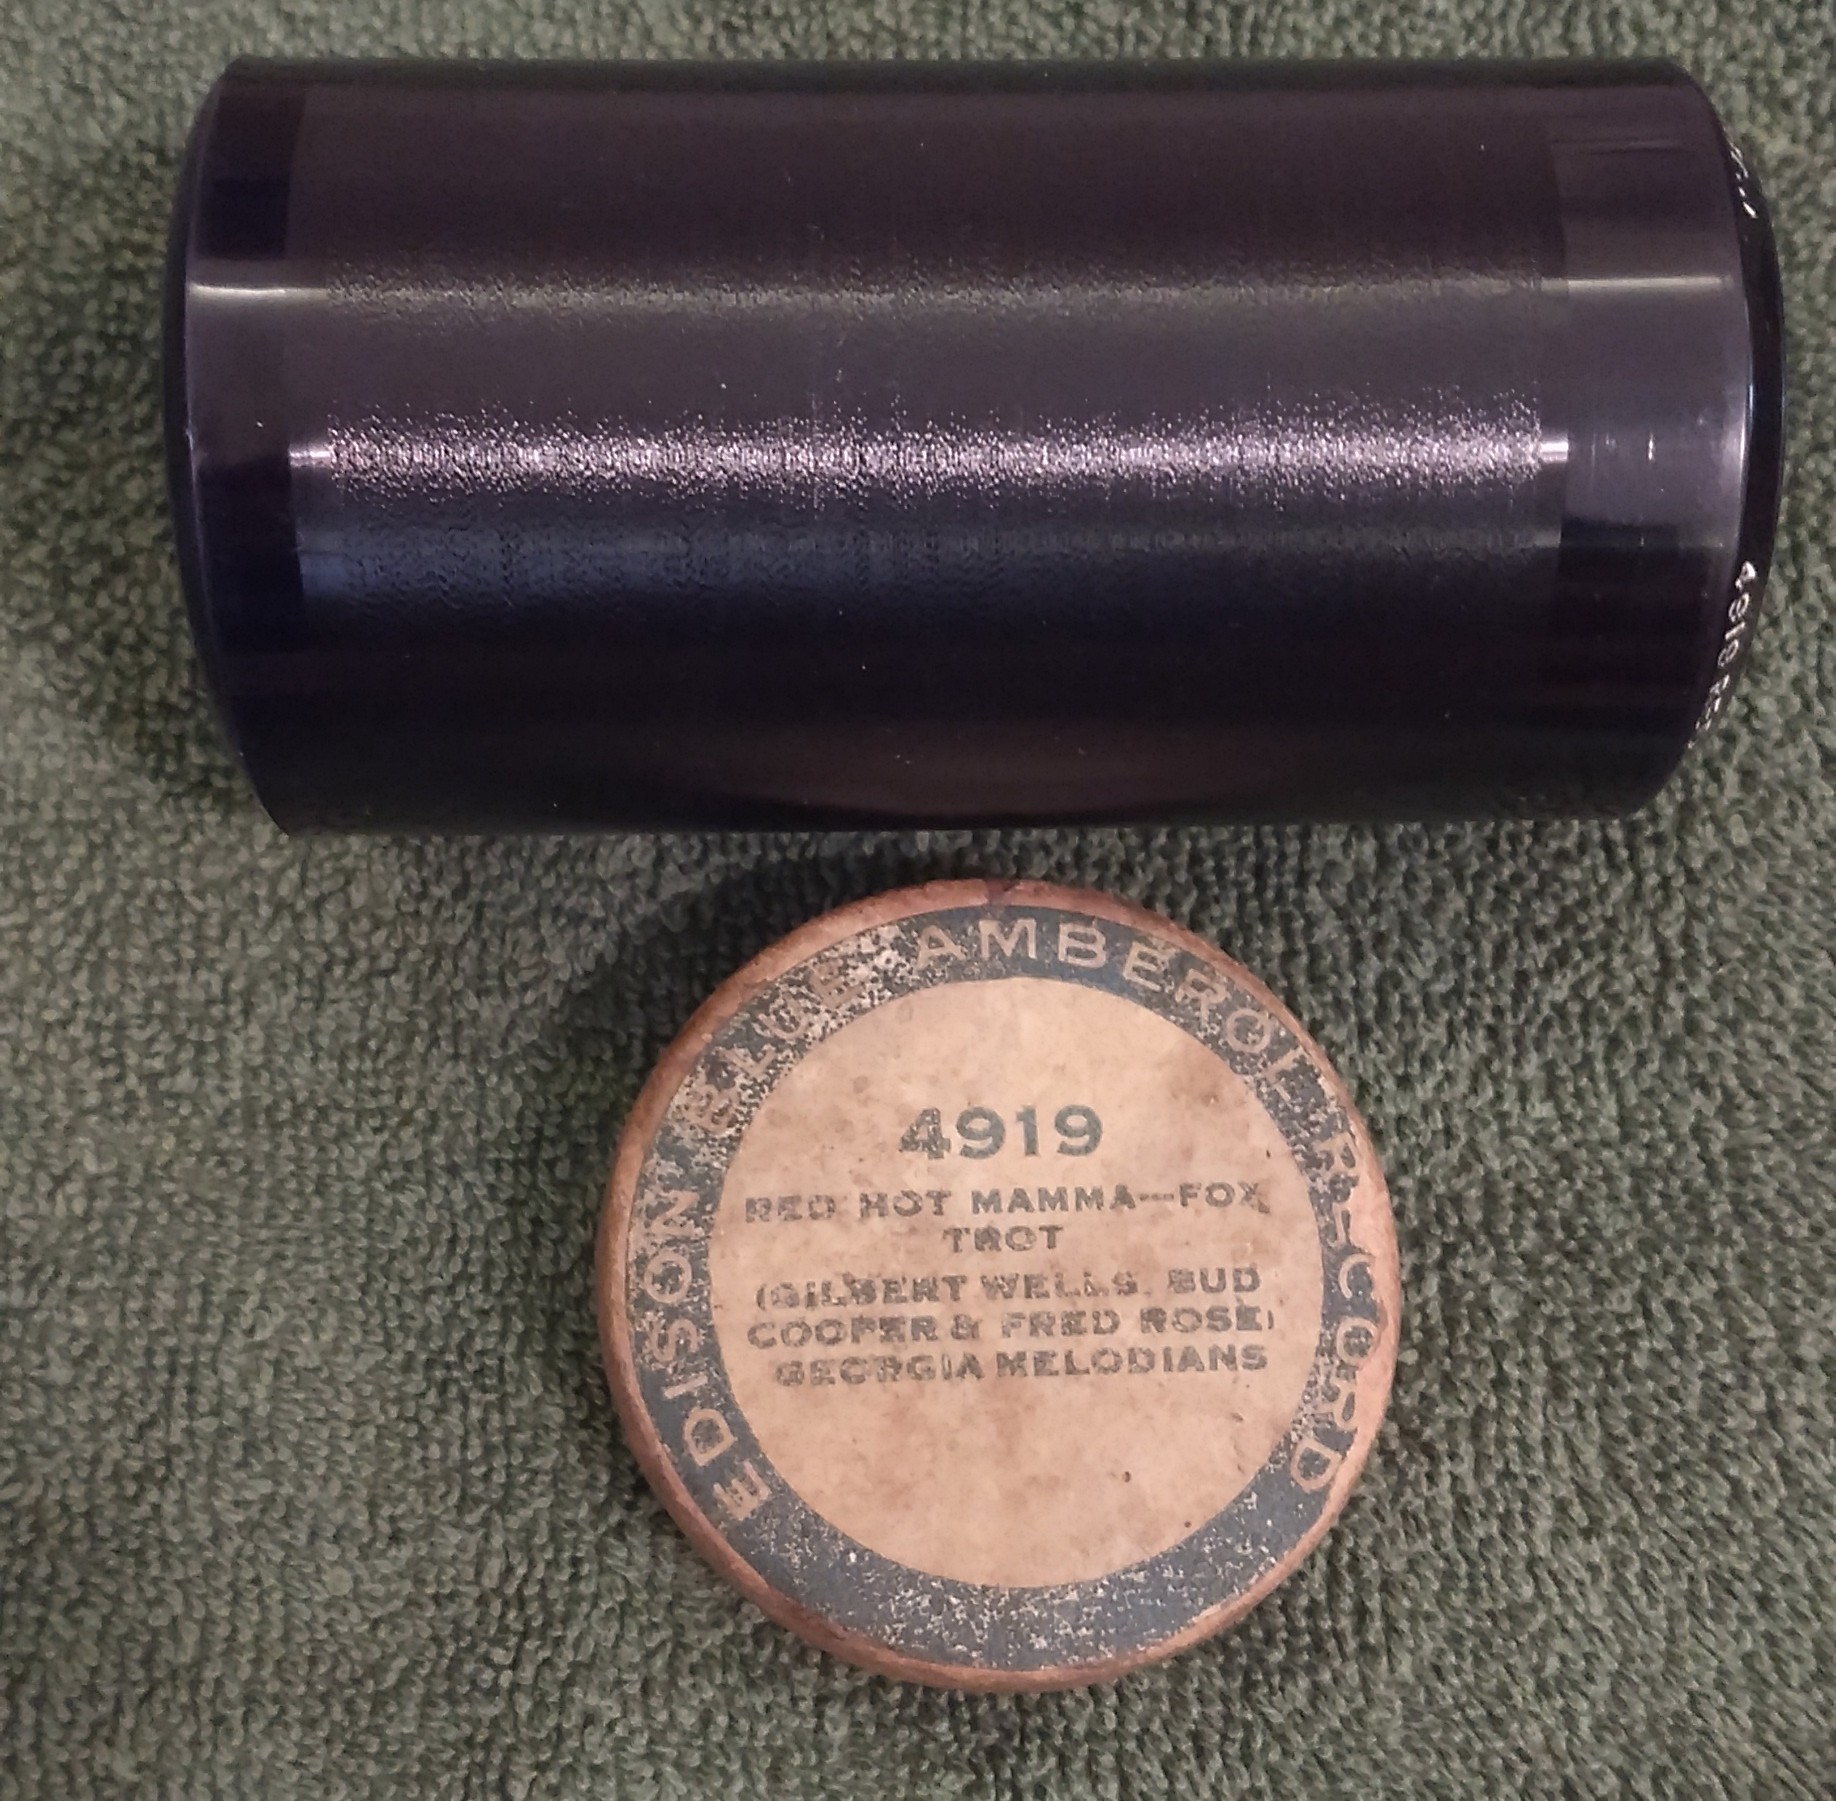 4919 RE
EDISON BLUE AMBEROL RECORD
4919
RED HOT MAMMA—FOX
TROT
(GILBERT WELLS, BUD
COOPER & FRED ROSE)
GEORGIA MELODIANS